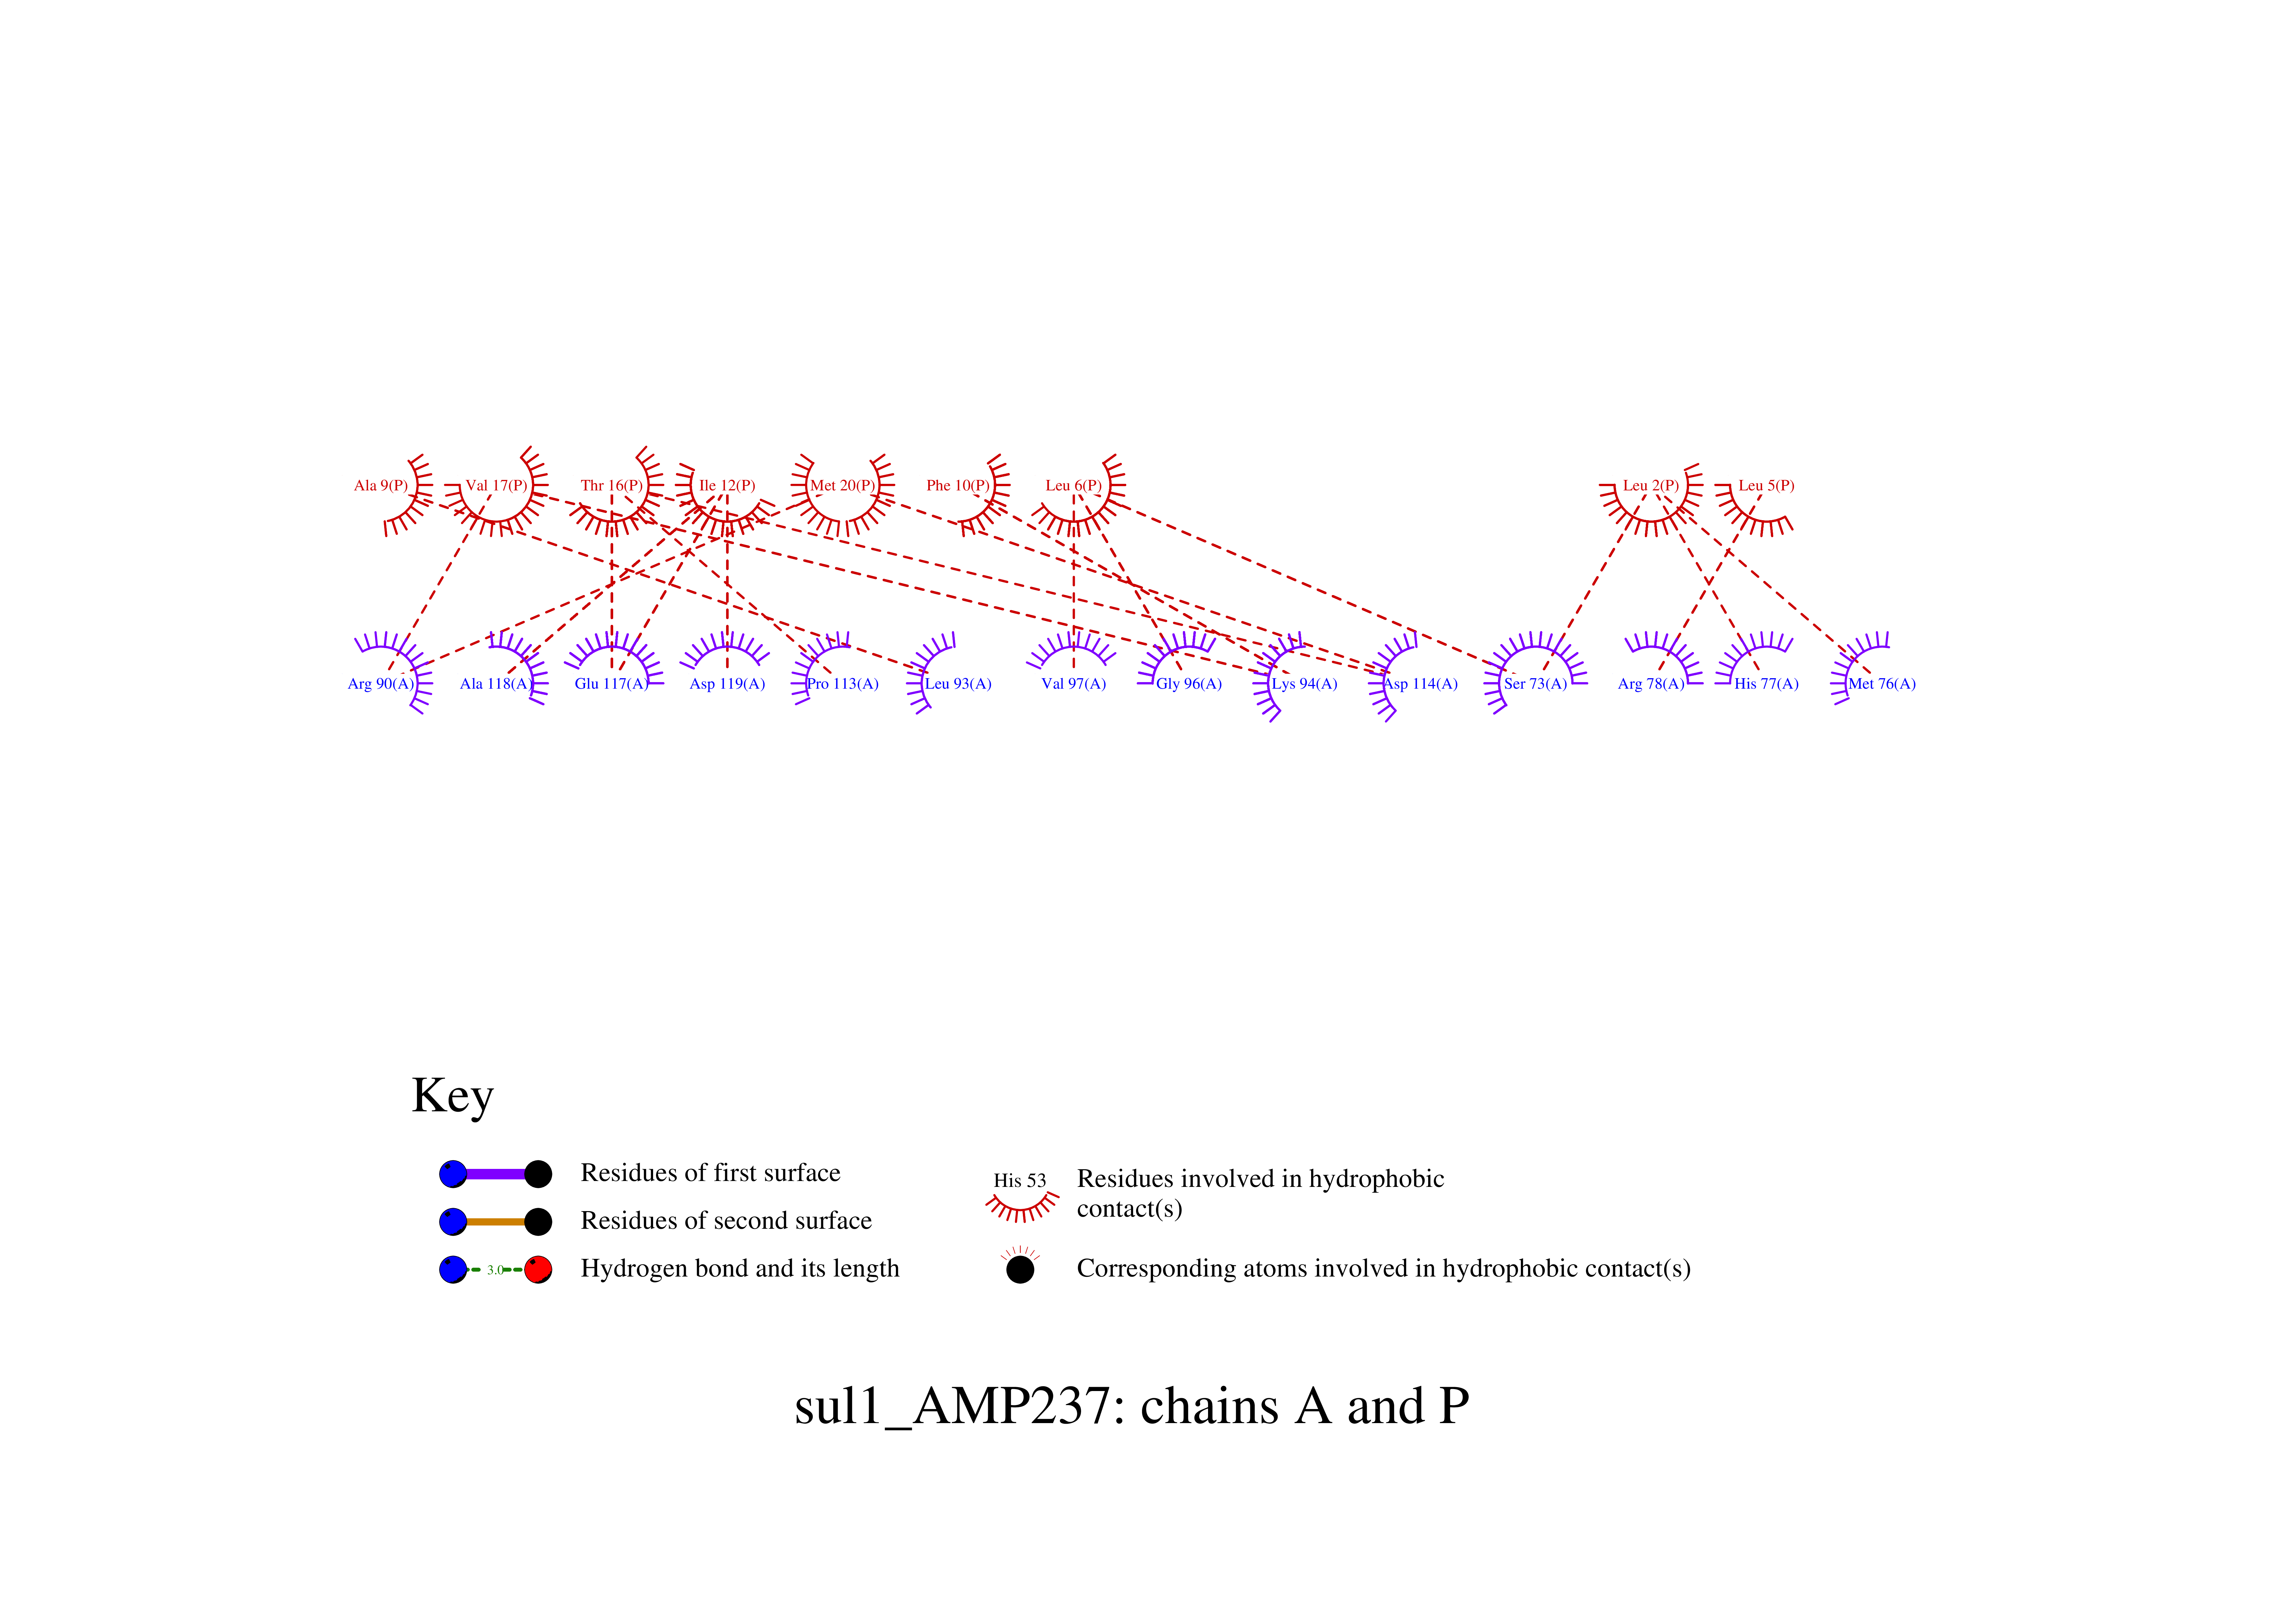 Ala 9(P) Val 17(P) Thr 16(P) Ile 12(P) Met 20(P) Phe 10(P) Leu 6(P) Leu 2(P) Leu 5(P)
Arg 90(A) Ala 118(A) Glu 117(A) Asp 119(A) Pro 113(A) Leu 93(A) Val 97(A) Gly 96(A) Lys 94(A) Asp 114(A) Ser 73(A) Arg 78(A) His 77(A) Met 76(A)
Key
Residues of first surface
Residues of second surface
3.0 Hydrogen bond and its length
His 53 Residues involved in hydrophobic
contact(s)
Corresponding atoms involved in hydrophobic contact(s)
sul1_AMP237: chains A and P